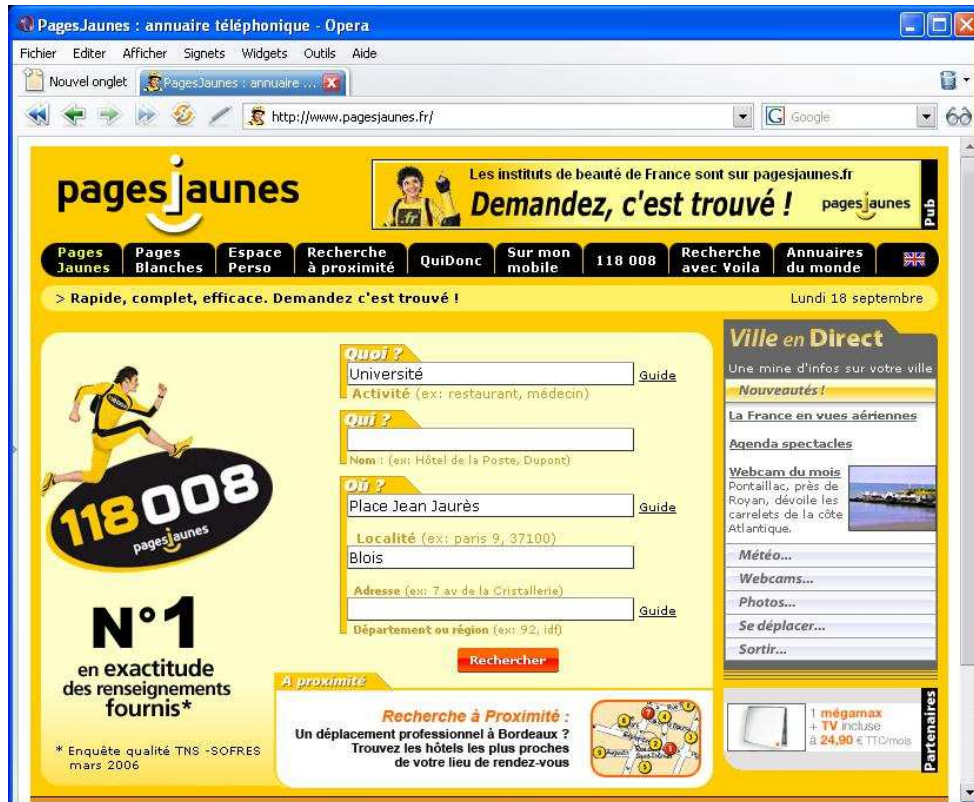 PagesJaunes : annuaire téléphonique - Opera
Fichier Editer Afficher Signets Widgets Outils Aide
Nouvel onglet PagesJaunes : annuaire ...
http://www.pagesjaunes.fr/ G Google
pagesjaunes
Les instituts de beauté de France sont sur pagesjaunes.fr
.fr Demandez, c'est trouvé ! pagesjaunes
Pub
Pages Jaunes
Pages Blanches
Espace Perso
Recherche à proximité
QuiDonc
Sur mon mobile
118 008
Recherche avec Voila
Annuaires du monde
> Rapide, complet, efficace. Demandez c'est trouvé !
Lundi 18 septembre
118008
pagesjaunes
N°1
en exactitude
des renseignements
fournis*
* Enquête qualité TNS -SOFRES
mars 2006
Quoi ?
Université
Guide
Activité (ex: restaurant, médecin)
Qui ?
Nom : (ex: Hôtel de la Poste, Dupont)
Où ?
Place Jean Jaurès
Guide
Localité (ex: paris 9, 37100)
Blois
Adresse (ex: 7 av de la Cristallerie)
Guide
Département ou région (ex: 92, idf)
Rechercher
A proximité
Recherche à Proximité :
Un déplacement professionnel à Bordeaux ?
Trouvez les hôtels les plus proches
de votre lieu de rendez-vous
Ville en Direct
Une mine d'infos sur votre ville
Nouveautés !
La France en vues aériennes
Agenda spectacles
Webcam du mois
Pontaillac, près de
Royan, dévoile les
carrelets de la côte
Atlantique.
Météo...
Webcams...
Photos...
Se déplacer...
Sortir...
1 mégamax
+ TV incluse
à 24,90 € TTC/mois
Partenaires